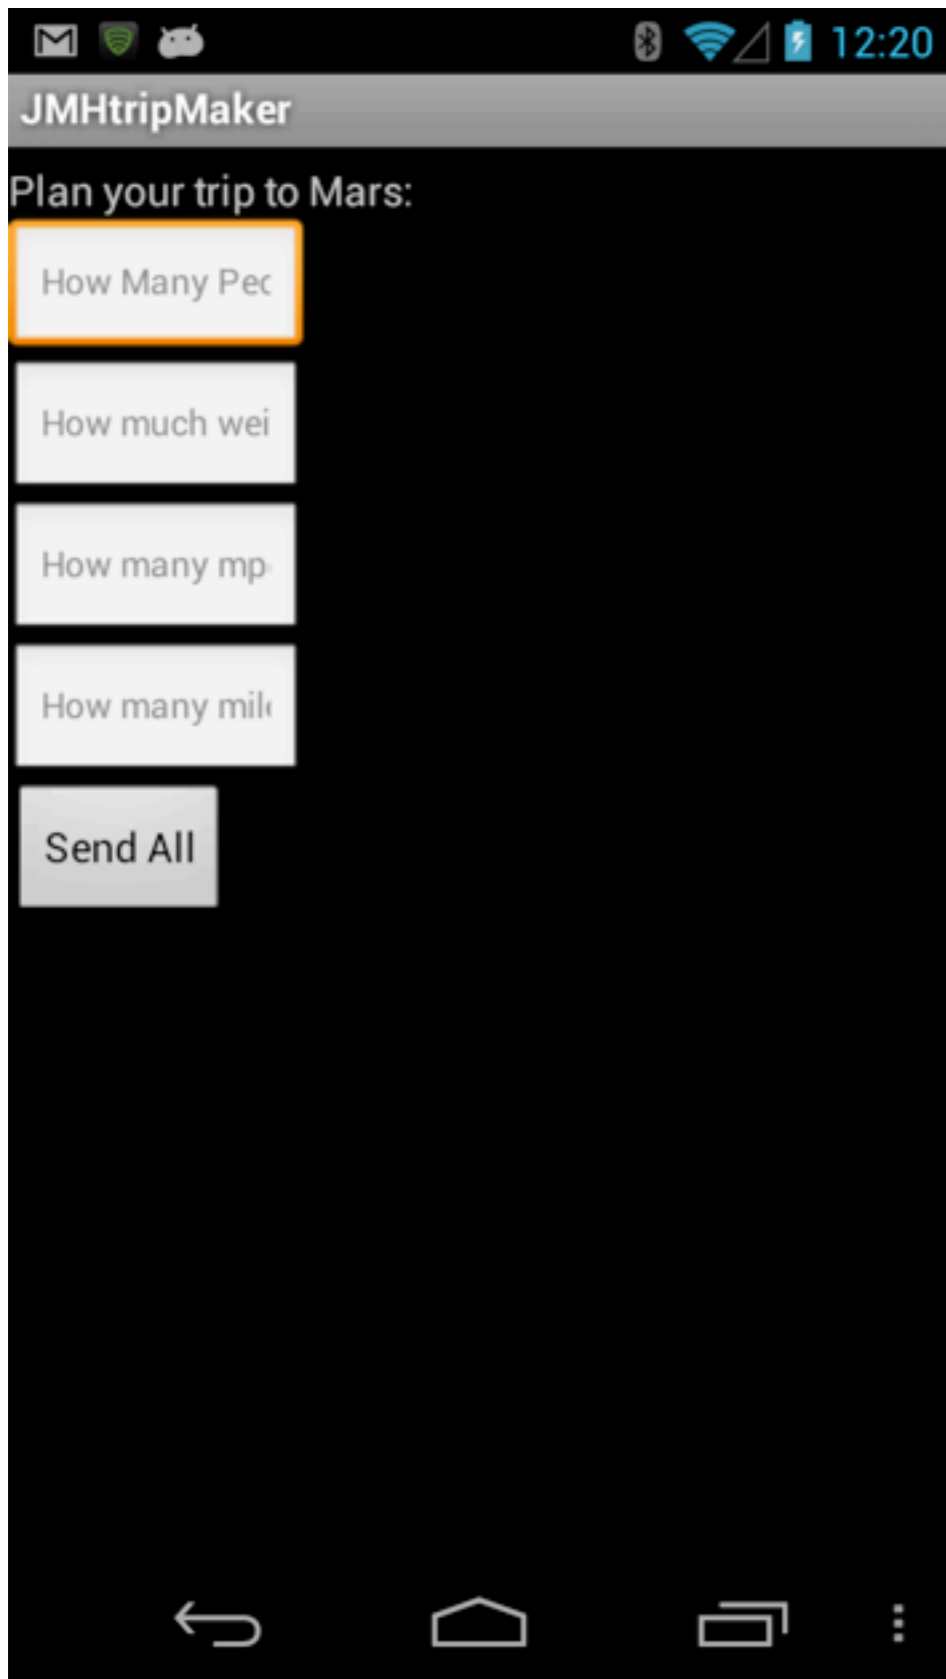 12:20
JMHtripMaker
Plan your trip to Mars:
How Many Pec
How much wei
How many mp
How many mil
Send All